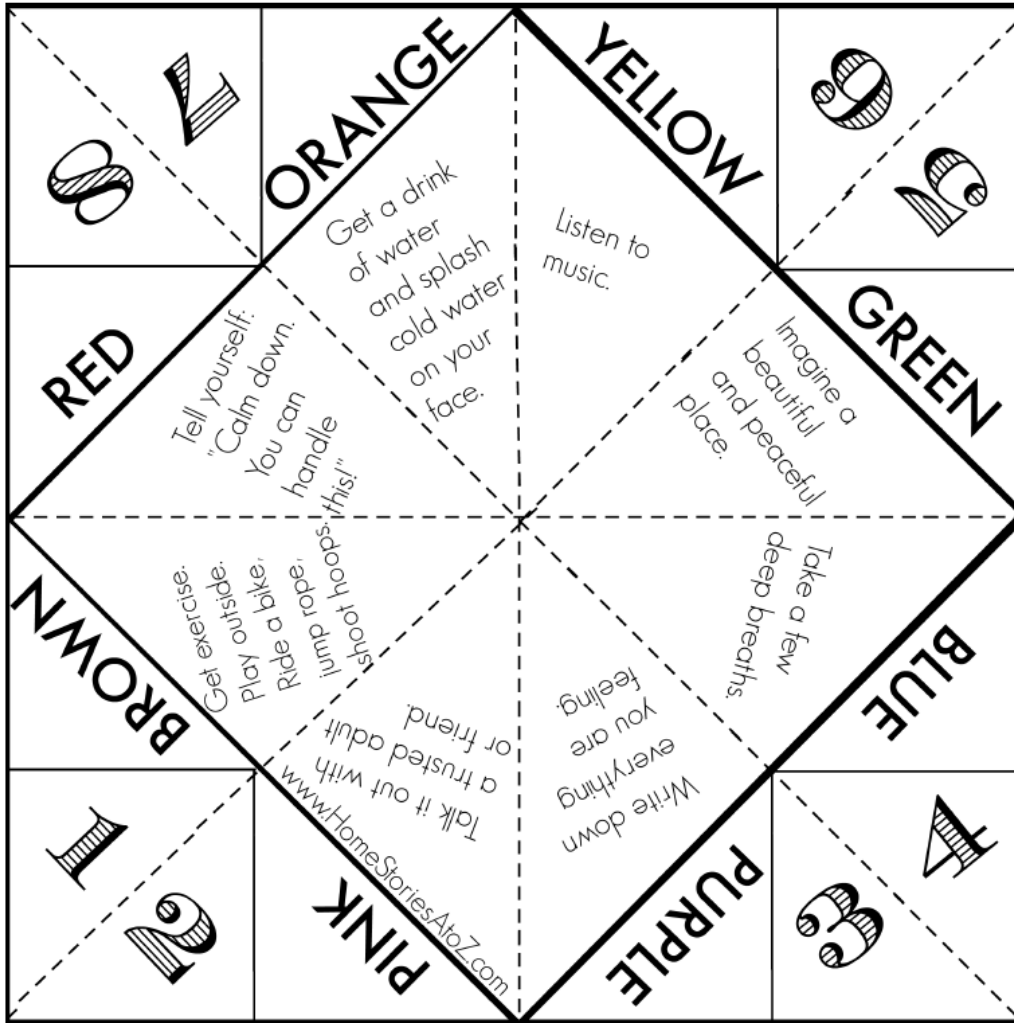 7
8
ORANGE
YELLOW
6
5
RED
GREEN
Get a drink
of water
and splash
cold water
on your
face.
Listen to
music.
Tell yourself:
"Calm down.
You can
handle
this!"
Imagine a
beautiful
and peaceful
place.
Get exercise.
Play outside.
Ride a bike,
jump rope,
shoot hoops.
Take a few
deep breaths.
Talk it out with
a trusted adult
or friend.
Write down
everything
you are
feeling.
BROWN
BLUE
1
2
PINK
www.HomeStoriesAtoZ.com
PURPLE
3
4